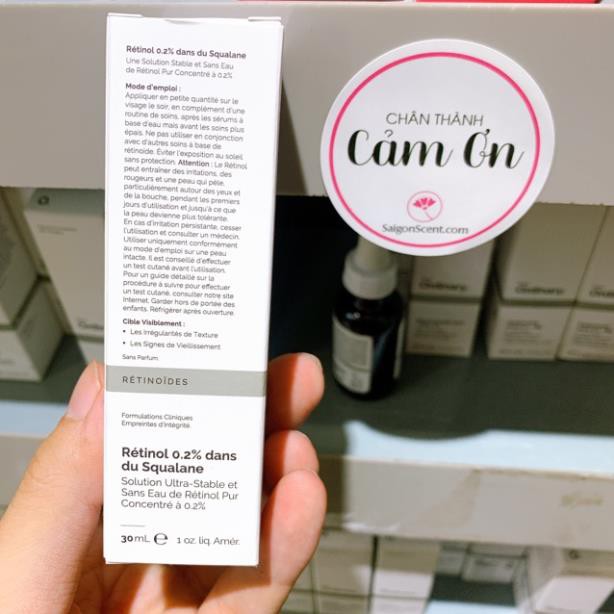 Rétinol 0.2% dans du Squalane
Une Solution Stable et Sans Eau
de Rétinol Pur Concentré à 0.2%
Mode d'emploi :
Appliquer en petite quantité sur le
visage le soir, en complément d'une
routine de soins, après les sérums à
base d'eau mais avant les soins plus
épais. Ne pas utiliser en conjonction
avec d'autres soins à base de
rétinoïde. Éviter l'exposition au soleil
sans protection. Attention : Le Rétinol
peut entraîner des irritations, des
rougeurs et une peau qui pèle,
particulièrement autour des yeux et
de la bouche, pendant les premiers
jours d'utilisation et jusqu'à ce que
la peau devienne plus tolérante.
En cas d'irritation persistante, cesser
l'utilisation et consulter un médecin.
Utiliser uniquement conformément
au mode d'emploi sur une peau
intacte. Il est conseillé d'effectuer
un test cutané avant l'utilisation.
Pour un guide détaillé sur la
procédure à suivre pour effectuer
un test cutané, consulter notre site
Internet. Garder hors de portée des
enfants. Réfrigérer après ouverture.
Cible Visiblement :
• Les Irrégularités de Texture
• Les Signes de Vieillissement
Sans Parfum
RÉTINOÏDES
Formulations Cliniques
Empreintes d'Intégrité.
Rétinol 0.2% dans
du Squalane
Solution Ultra-Stable et
Sans Eau de Rétinol Pur
Concentré à 0.2%
30mL ℮ 1 oz. liq. Amér.
CHÂN THÀNH
Cảm Ơn
SaigonScent.com